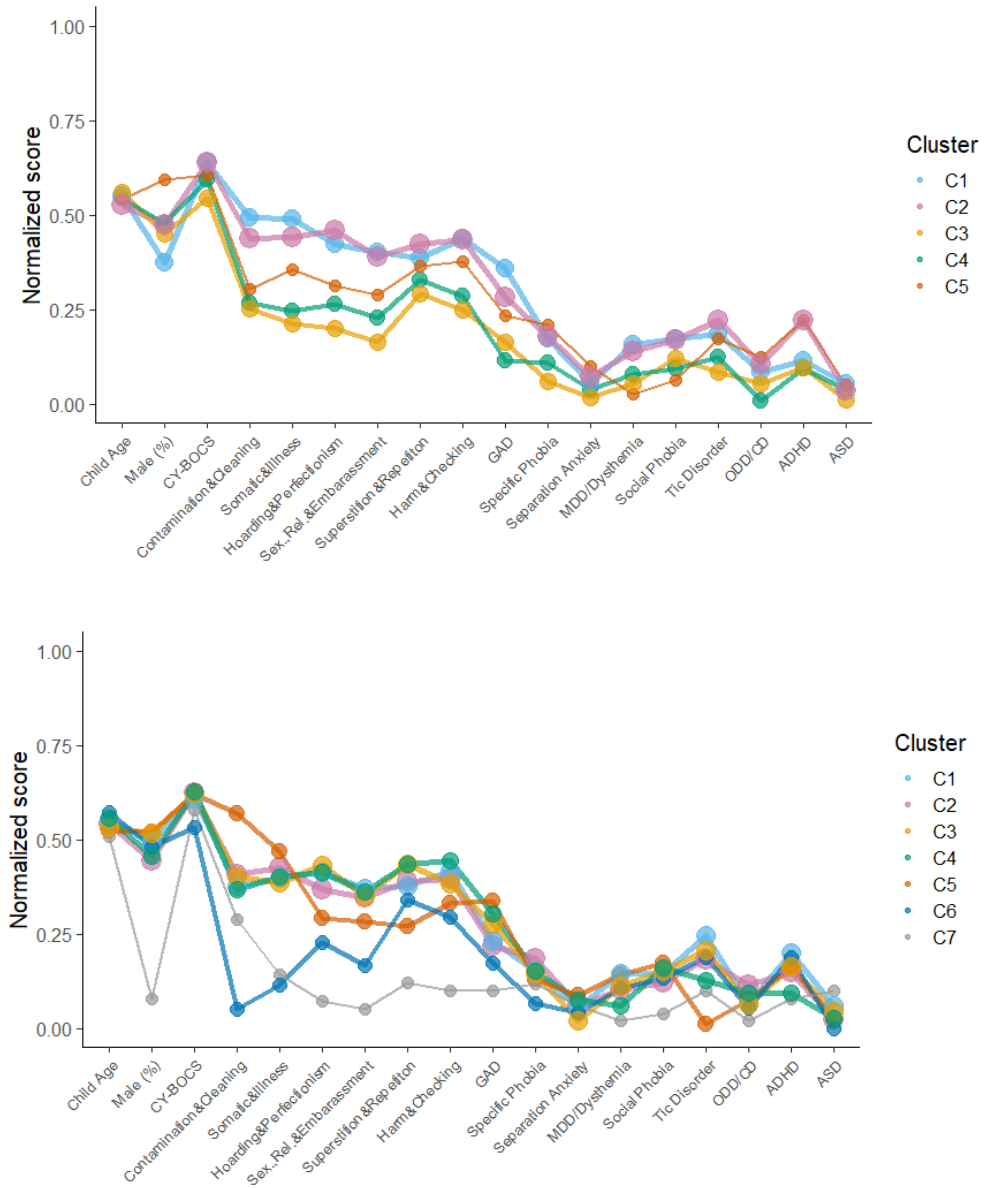 1.00
0.75
0.50
0.25
0.00
Normalized score
Child Age
Male (%)
CY-BOCS
Contamination&Cleaning
Somatic&Illness
Hoarding&Perfectionism
Sex.,Rel.&Embarassment
Superstition&Repetiton
Harm&Checking
GAD
Specific Phobia
Separation Anxiety
MDD/Dysthemia
Social Phobia
Tic Disorder
ODD/CD
ADHD
ASD
Cluster
C1
C2
C3
C4
C5
1.00
0.75
0.50
0.25
0.00
Normalized score
Child Age
Male (%)
CY-BOCS
Contamination&Cleaning
Somatic&Illness
Hoarding&Perfectionism
Sex.,Rel.&Embarassment
Superstition&Repetiton
Harm&Checking
GAD
Specific Phobia
Separation Anxiety
MDD/Dysthemia
Social Phobia
Tic Disorder
ODD/CD
ADHD
ASD
Cluster
C1
C2
C3
C4
C5
C6
C7